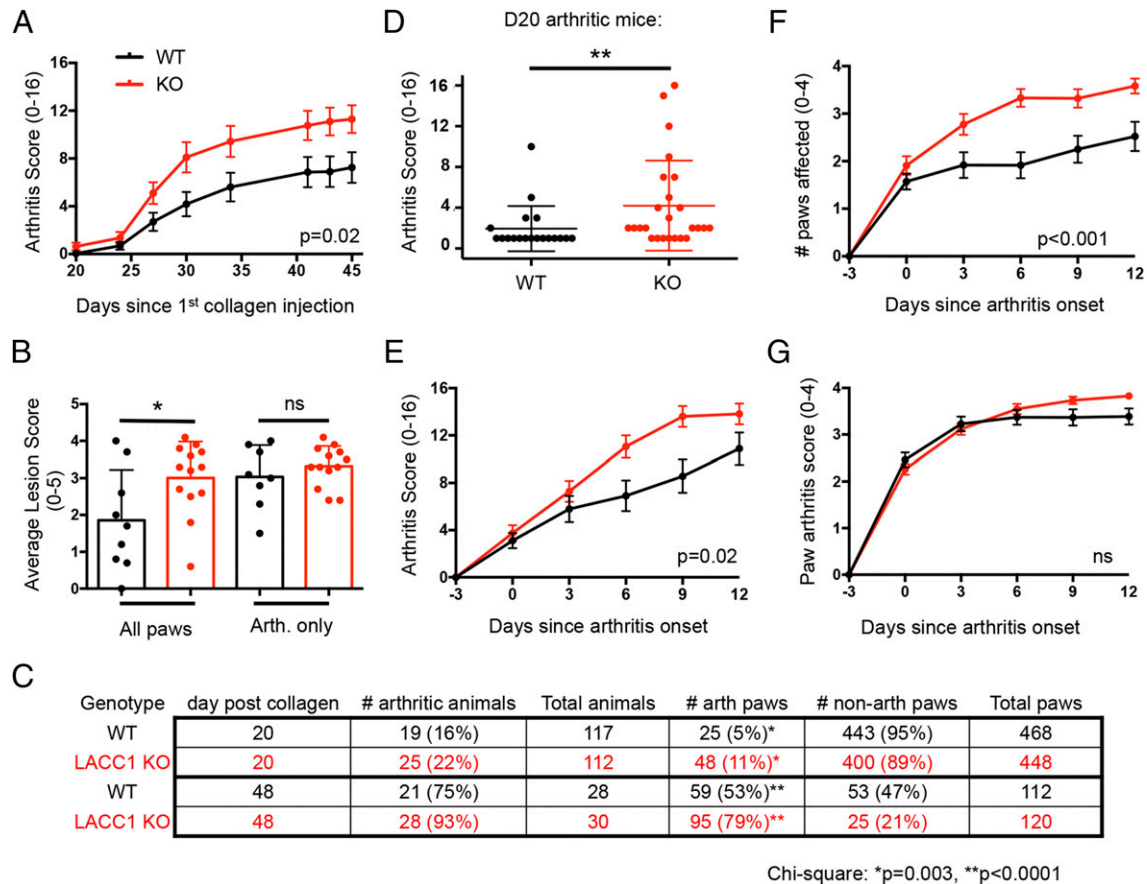 A
WT
KO
Arthritis Score (0-16)
12
8
4
0
20 25 30 35 40 45
p=0.02
Days since 1st collagen injection
D
D20 arthritic mice:
**
Arthritis Score (0-16)
16
12
8
4
0
WT KO
F
# paws affected (0-4)
4
3
2
1
0
-3 0 3 6 9 12
p<0.001
Days since arthritis onset
B
Average Lesion Score
(0-5)
5
4
3
2
1
0
* ns
All paws Arth. only
E
Arthritis Score (0-16)
16
12
8
4
0
-3 0 3 6 9 12
p=0.02
Days since arthritis onset
G
Paw arthritis score (0-4)
4
3
2
1
0
-3 0 3 6 9 12
ns
Days since arthritis onset
C
Genotype day post collagen # arthritic animals Total animals # arth paws # non-arth paws Total paws
WT 20 19 (16%) 117 25 (5%)* 443 (95%) 468
LACC1 KO 20 25 (22%) 112 48 (11%)* 400 (89%) 448
WT 48 21 (75%) 28 59 (53%)** 53 (47%) 112
LACC1 KO 48 28 (93%) 30 95 (79%)** 25 (21%) 120
Chi-square: *p=0.003, **p<0.0001